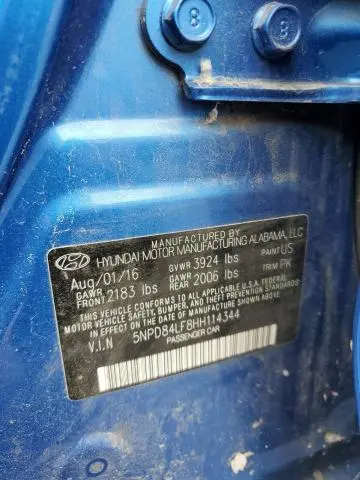 8
8
MANUFACTURED BY
HYUNDAI MOTOR MANUFACTURING ALABAMA, LLC
Aug/01/16 GVWR 3924 lbs PAINT US
GAWR FRONT 2183 lbs GAWR REAR 2006 lbs TRIM PK
THIS VEHICLE CONFORMS TO ALL APPLICABLE U.S. FEDERAL
MOTOR VEHICLE SAFETY, BUMPER, AND THEFT PREVENTION STANDARDS
IN EFFECT ON THE DATE OF MANUFACTURE SHOWN ABOVE.
V.I.N 5NPD84LF8HH114344
PASSENGER CAR